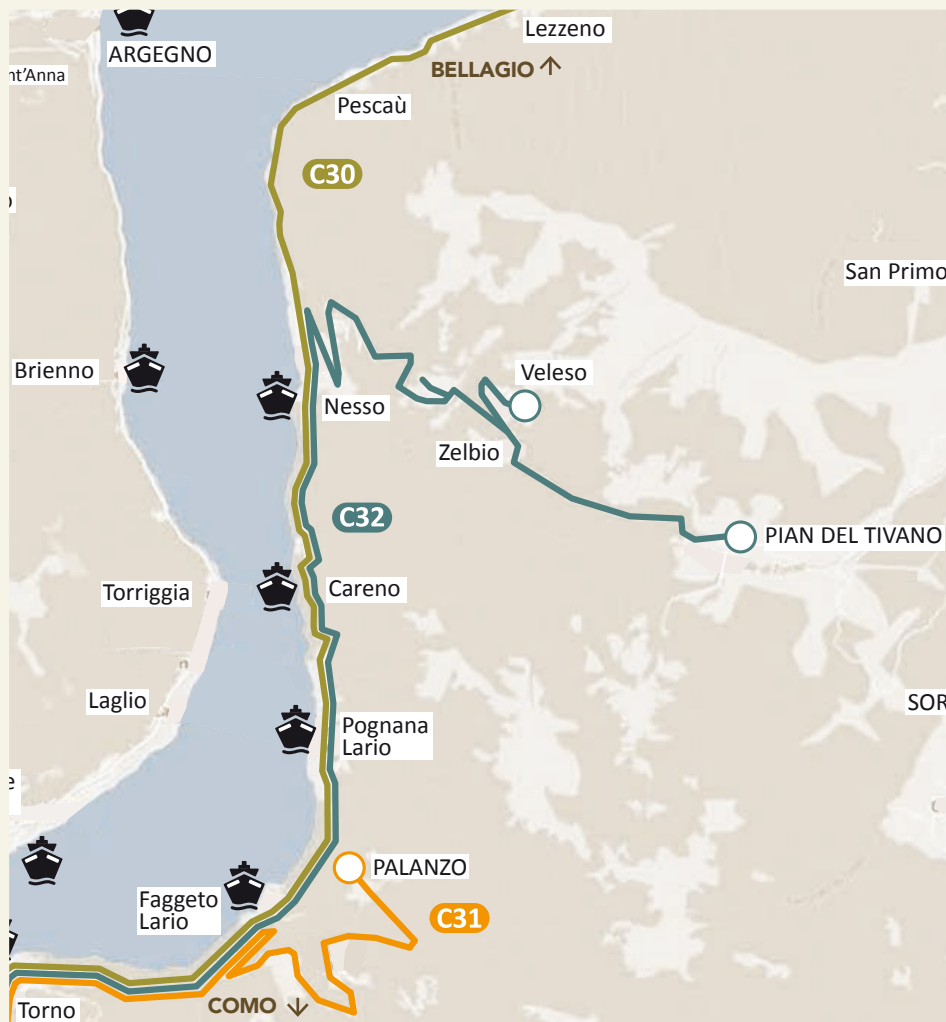 Lezzeno
ARGEGNO
BELLAGIO ↑
nt'Anna
Pescaù
C30
San Primo
Brienno
Veleso
Nesso
Zelbio
C32
PIAN DEL TIVANO
Torriggia
Careno
Laglio
SOR
Pognana
Lario
PALANZO
Faggeto
Lario
C31
COMO ↓
Torno